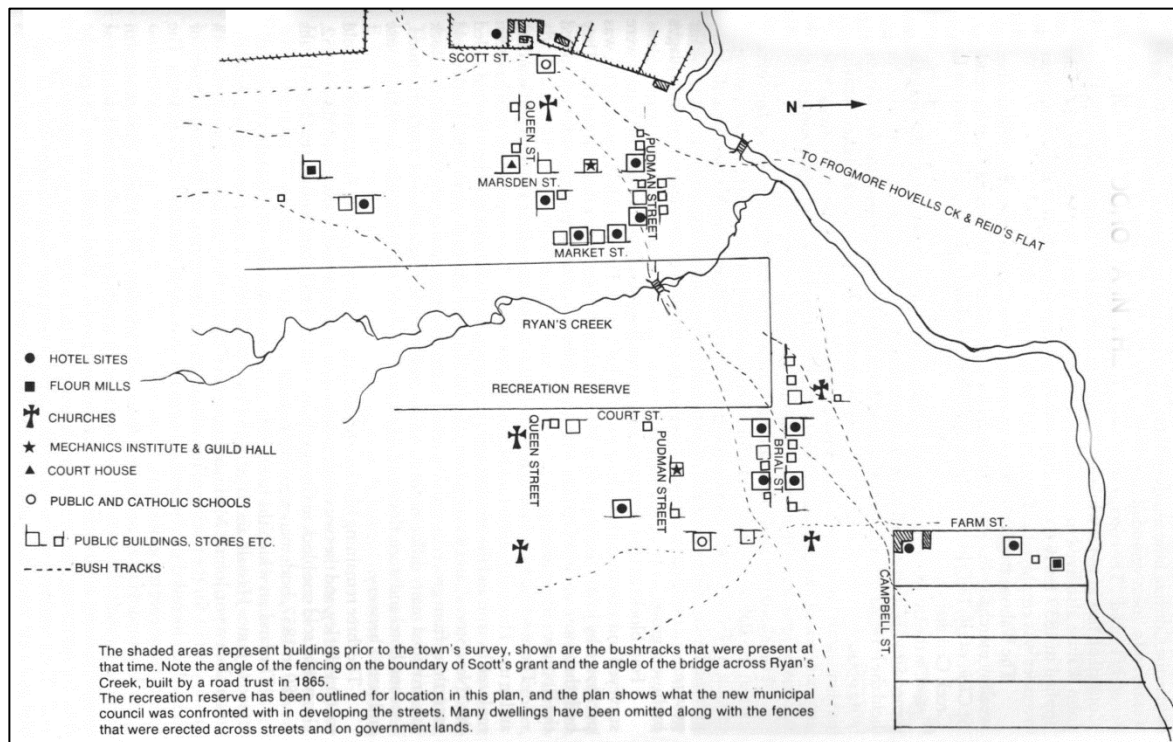 SCOTT ST.
N
QUEEN ST.
PUDMAN STREET
TO FROGMORE HOVELLS CK & REID'S FLAT
MARSDEN ST.
MARKET ST.
RYAN'S CREEK
HOTEL SITES
FLOUR MILLS
CHURCHES
MECHANICS INSTITUTE & GUILD HALL
COURT HOUSE
PUBLIC AND CATHOLIC SCHOOLS
PUBLIC BUILDINGS, STORES ETC.
BUSH TRACKS
RECREATION RESERVE
COURT ST.
QUEEN STREET
PUDMAN STREET
BRIAL ST.
FARM ST.
CAMPBELL ST.
The shaded areas represent buildings prior to the town's survey, shown are the bushtracks that were present at
that time. Note the angle of the fencing on the boundary of Scott's grant and the angle of the bridge across Ryan's
Creek, built by a road trust in 1865.
The recreation reserve has been outlined for location in this plan, and the plan shows what the new municipal
council was confronted with in developing the streets. Many dwellings have been omitted along with the fences
that were erected across streets and on government lands.